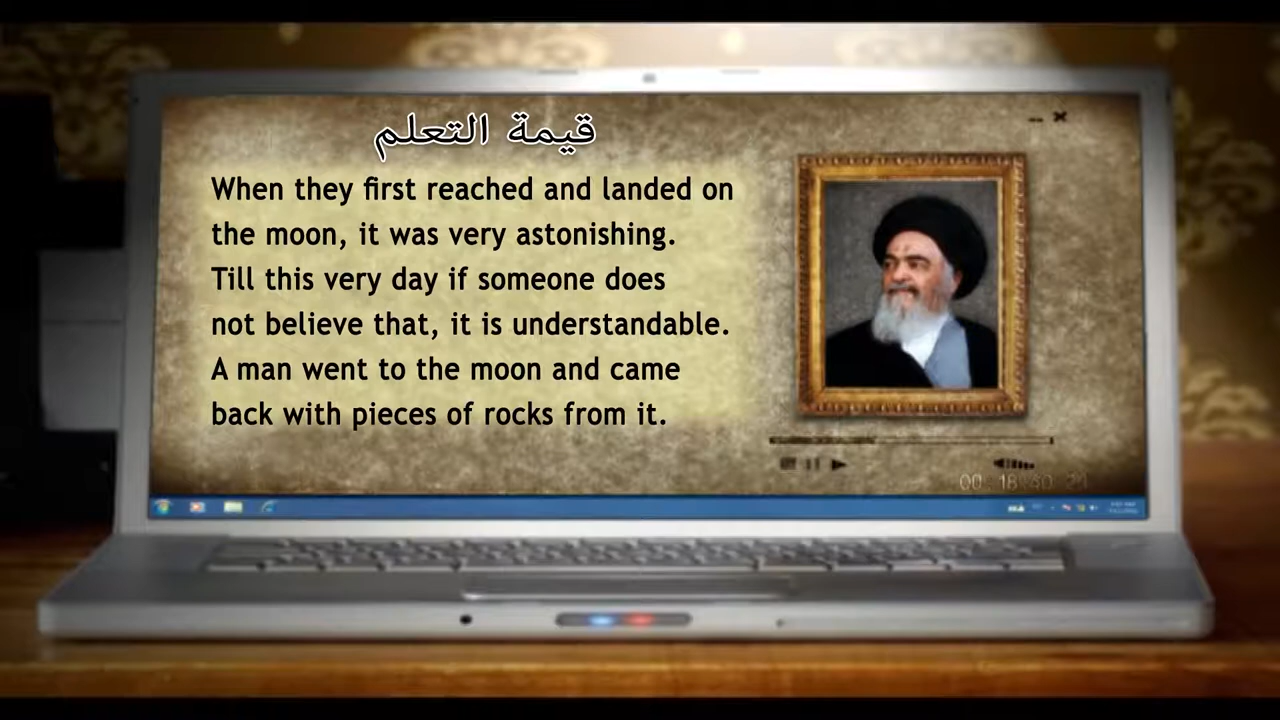 قيمة التعلم
When they first reached and landed on
the moon, it was very astonishing.
Till this very day if someone does
not believe that, it is understandable.
A man went to the moon and came
back with pieces of rocks from it.